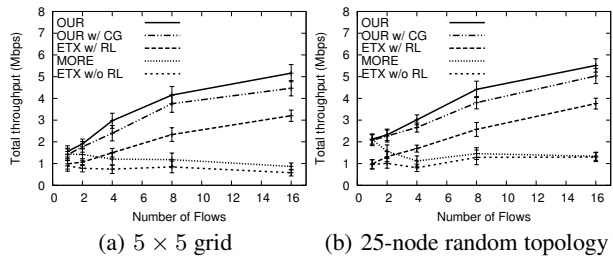 8
7
6
5
4
3
2
1
0
Total throughput (Mbps)
OUR
OUR w/ CG
ETX w/ RL
MORE
ETX w/o RL
0 2 4 6 8 10 12 14 16
Number of Flows
(a) 5 × 5 grid
8
7
6
5
4
3
2
1
0
Total throughput (Mbps)
OUR
OUR w/ CG
ETX w/ RL
MORE
ETX w/o RL
0 2 4 6 8 10 12 14 16
Number of Flows
(b) 25-node random topology